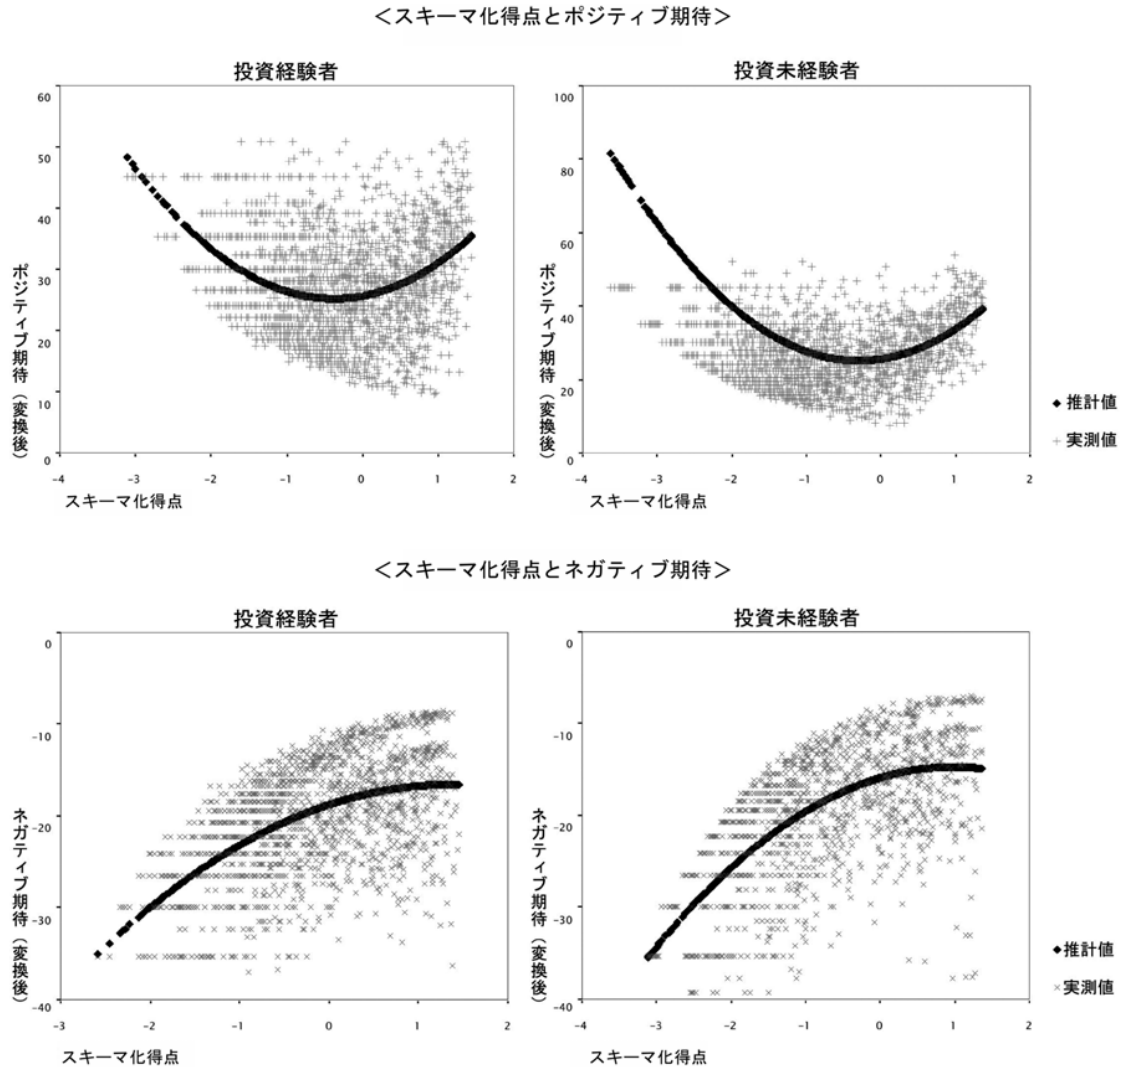 ＜スキーマ化得点とポジティブ期待＞
投資経験者
60
50
40
30
20
10
0
-4 -3 -2 -1 0 1 2
ポジティブ期待（変換後）
スキーマ化得点
投資未経験者
100
80
60
40
20
0
-4 -3 -2 -1 0 1 2
ポジティブ期待（変換後）
スキーマ化得点
◆推計値
+実測値
＜スキーマ化得点とネガティブ期待＞
投資経験者
0
-10
-20
-30
-40
-3 -2 -1 0 1 2
ネガティブ期待（変換後）
スキーマ化得点
投資未経験者
0
-10
-20
-30
-40
-4 -3 -2 -1 0 1 2
ネガティブ期待（変換後）
スキーマ化得点
◆推計値
×実測値